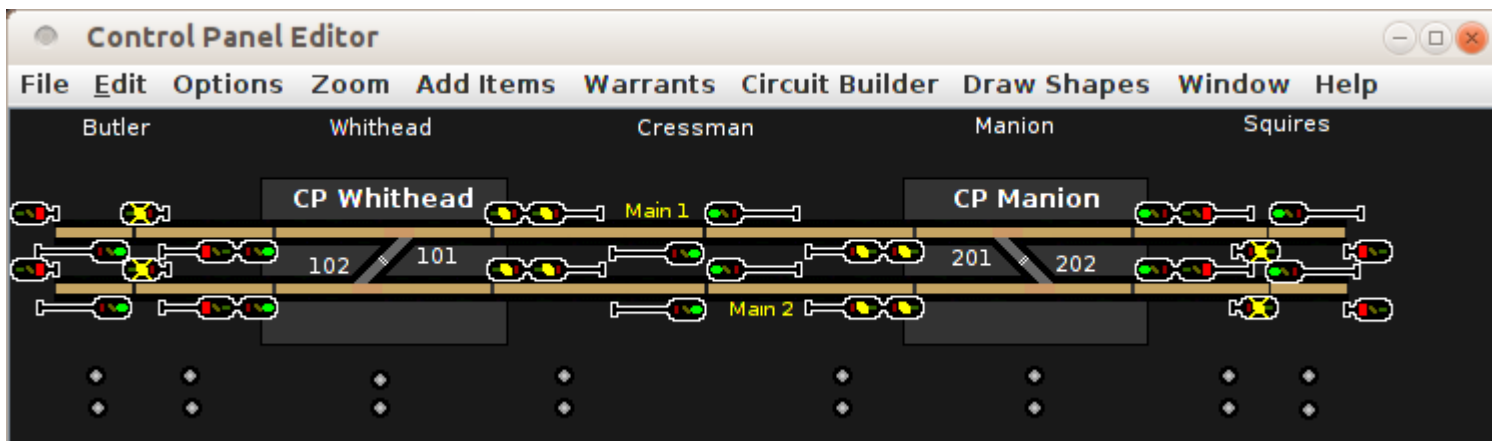 Control Panel Editor
File Edit Options Zoom Add Items Warrants Circuit Builder Draw Shapes Window Help
Butler Whithead Cressman Manion Squires
CP Whithead Main 1 CP Manion
102 101 201 202
Main 2